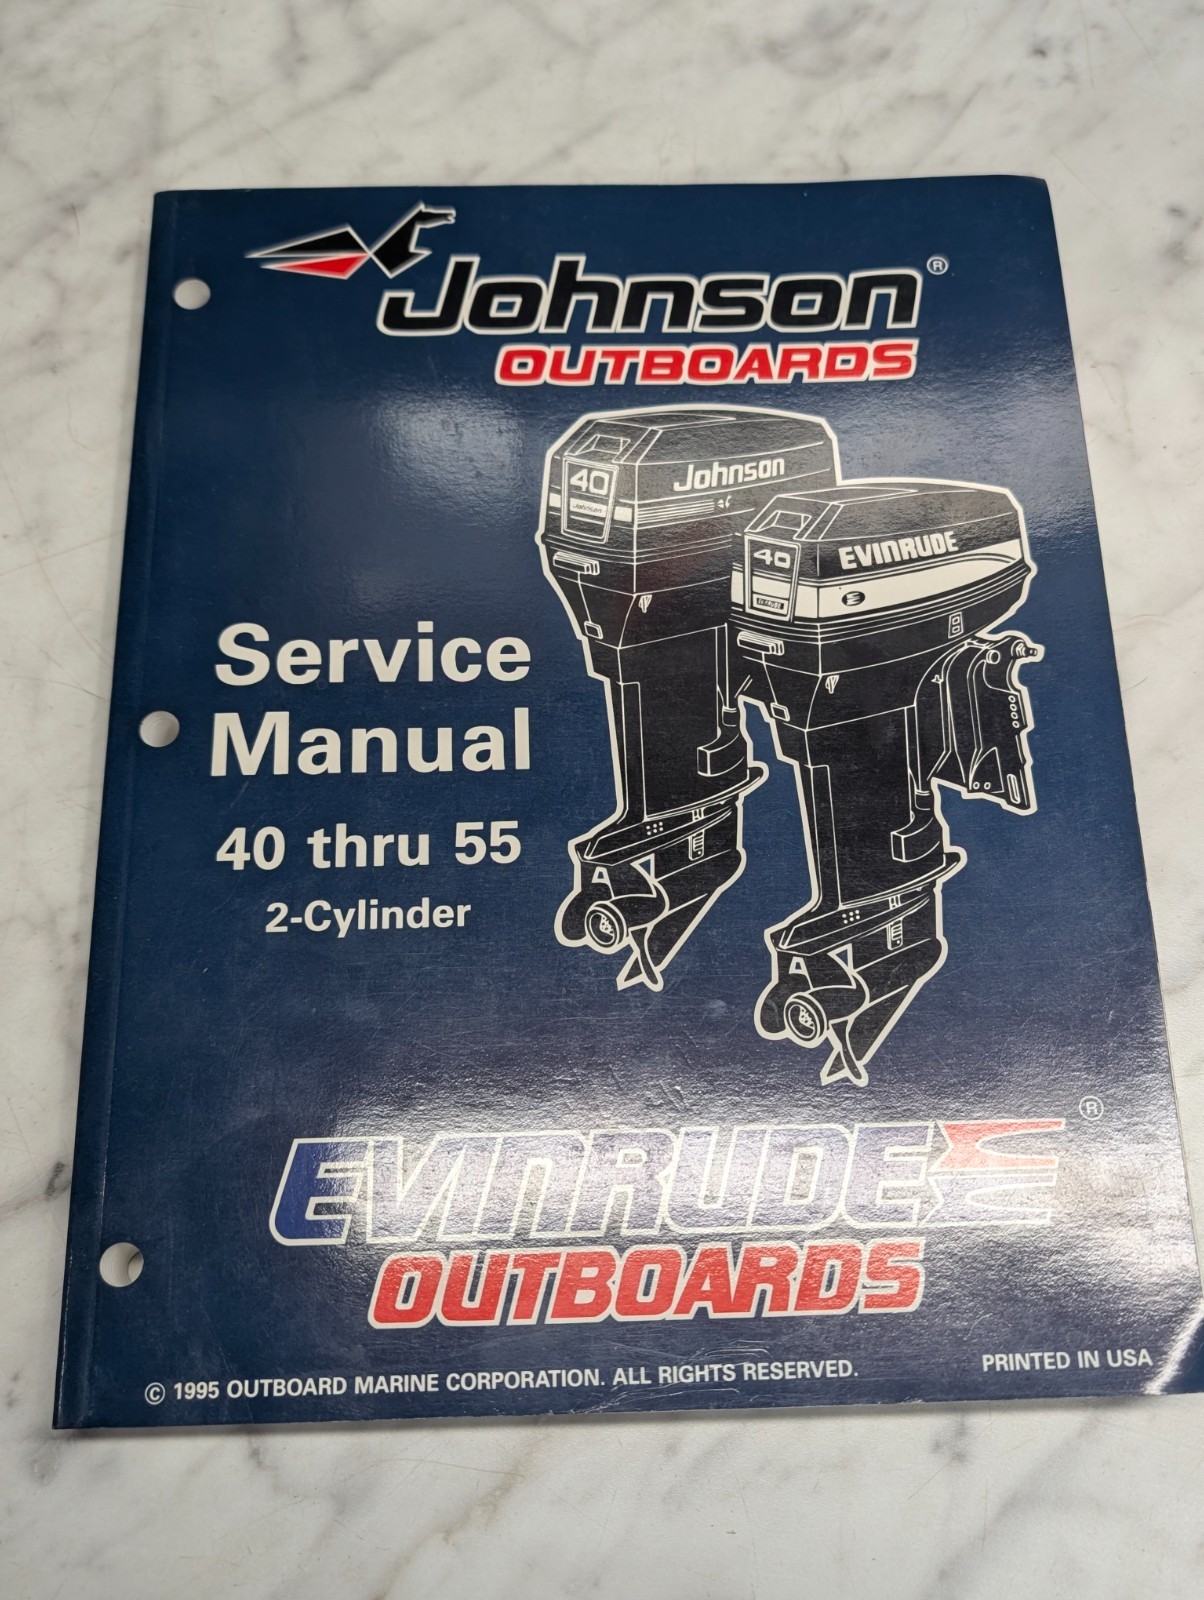 Johnson®
OUTBOARDS
40
Johnson
Johnson
40
EVINRUDE
Service
Manual
40 thru 55
2-Cylinder
EVINRUDE®
OUTBOARDS
© 1995 OUTBOARD MARINE CORPORATION. ALL RIGHTS RESERVED.
PRINTED IN USA